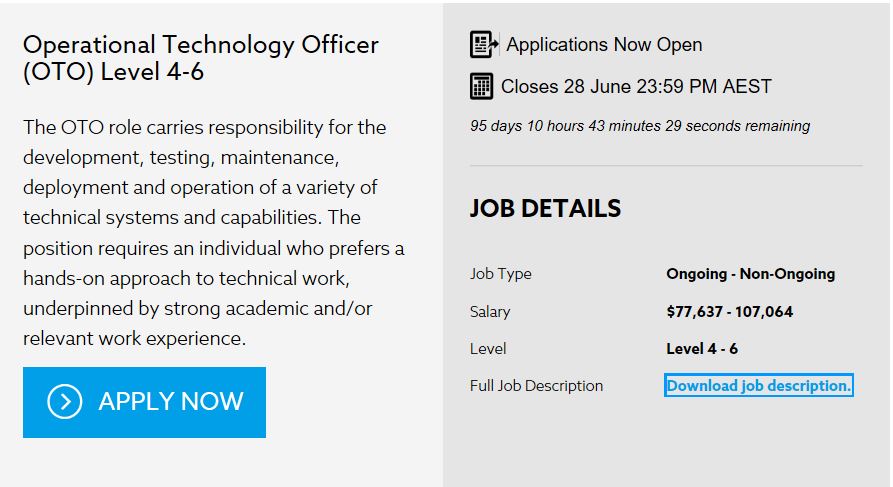 Operational Technology Officer
(OTO) Level 4-6
The OTO role carries responsibility for the
development, testing, maintenance,
deployment and operation of a variety of
technical systems and capabilities. The
position requires an individual who prefers a
hands-on approach to technical work,
underpinned by strong academic and/or
relevant work experience.
APPLY NOW
Applications Now Open
Closes 28 June 23:59 PM AEST
95 days 10 hours 43 minutes 29 seconds remaining
JOB DETAILS
Job Type Ongoing - Non-Ongoing
Salary $77,637 - 107,064
Level Level 4 - 6
Full Job Description Download job description.